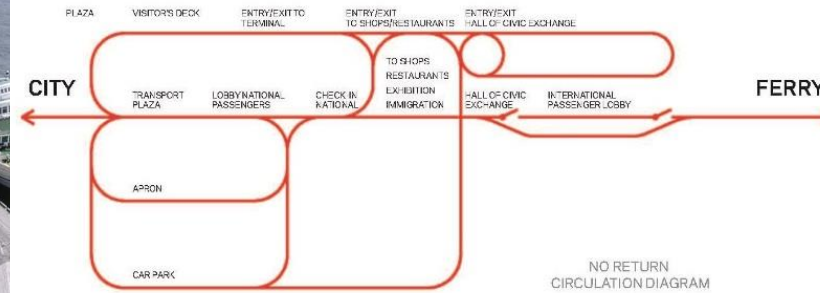 PLAZA
VISITOR'S DECK
ENTRY/EXIT TO
TERMINAL
ENTRY/EXIT
TO SHOPS/RESTAURANTS
ENTRY/EXIT
HALL OF CIVIC EXCHANGE
TO SHOPS
RESTAURANTS
EXHIBITION
IMMIGRATION
CITY
TRANSPORT
PLAZA
LOBBY NATIONAL
PASSENGERS
CHECK-IN
NATIONAL
HALL OF CIVIC
EXCHANGE
INTERNATIONAL
PASSENGER LOBBY
FERRY
APRON
CAR PARK
NO RETURN
CIRCULATION DIAGRAM